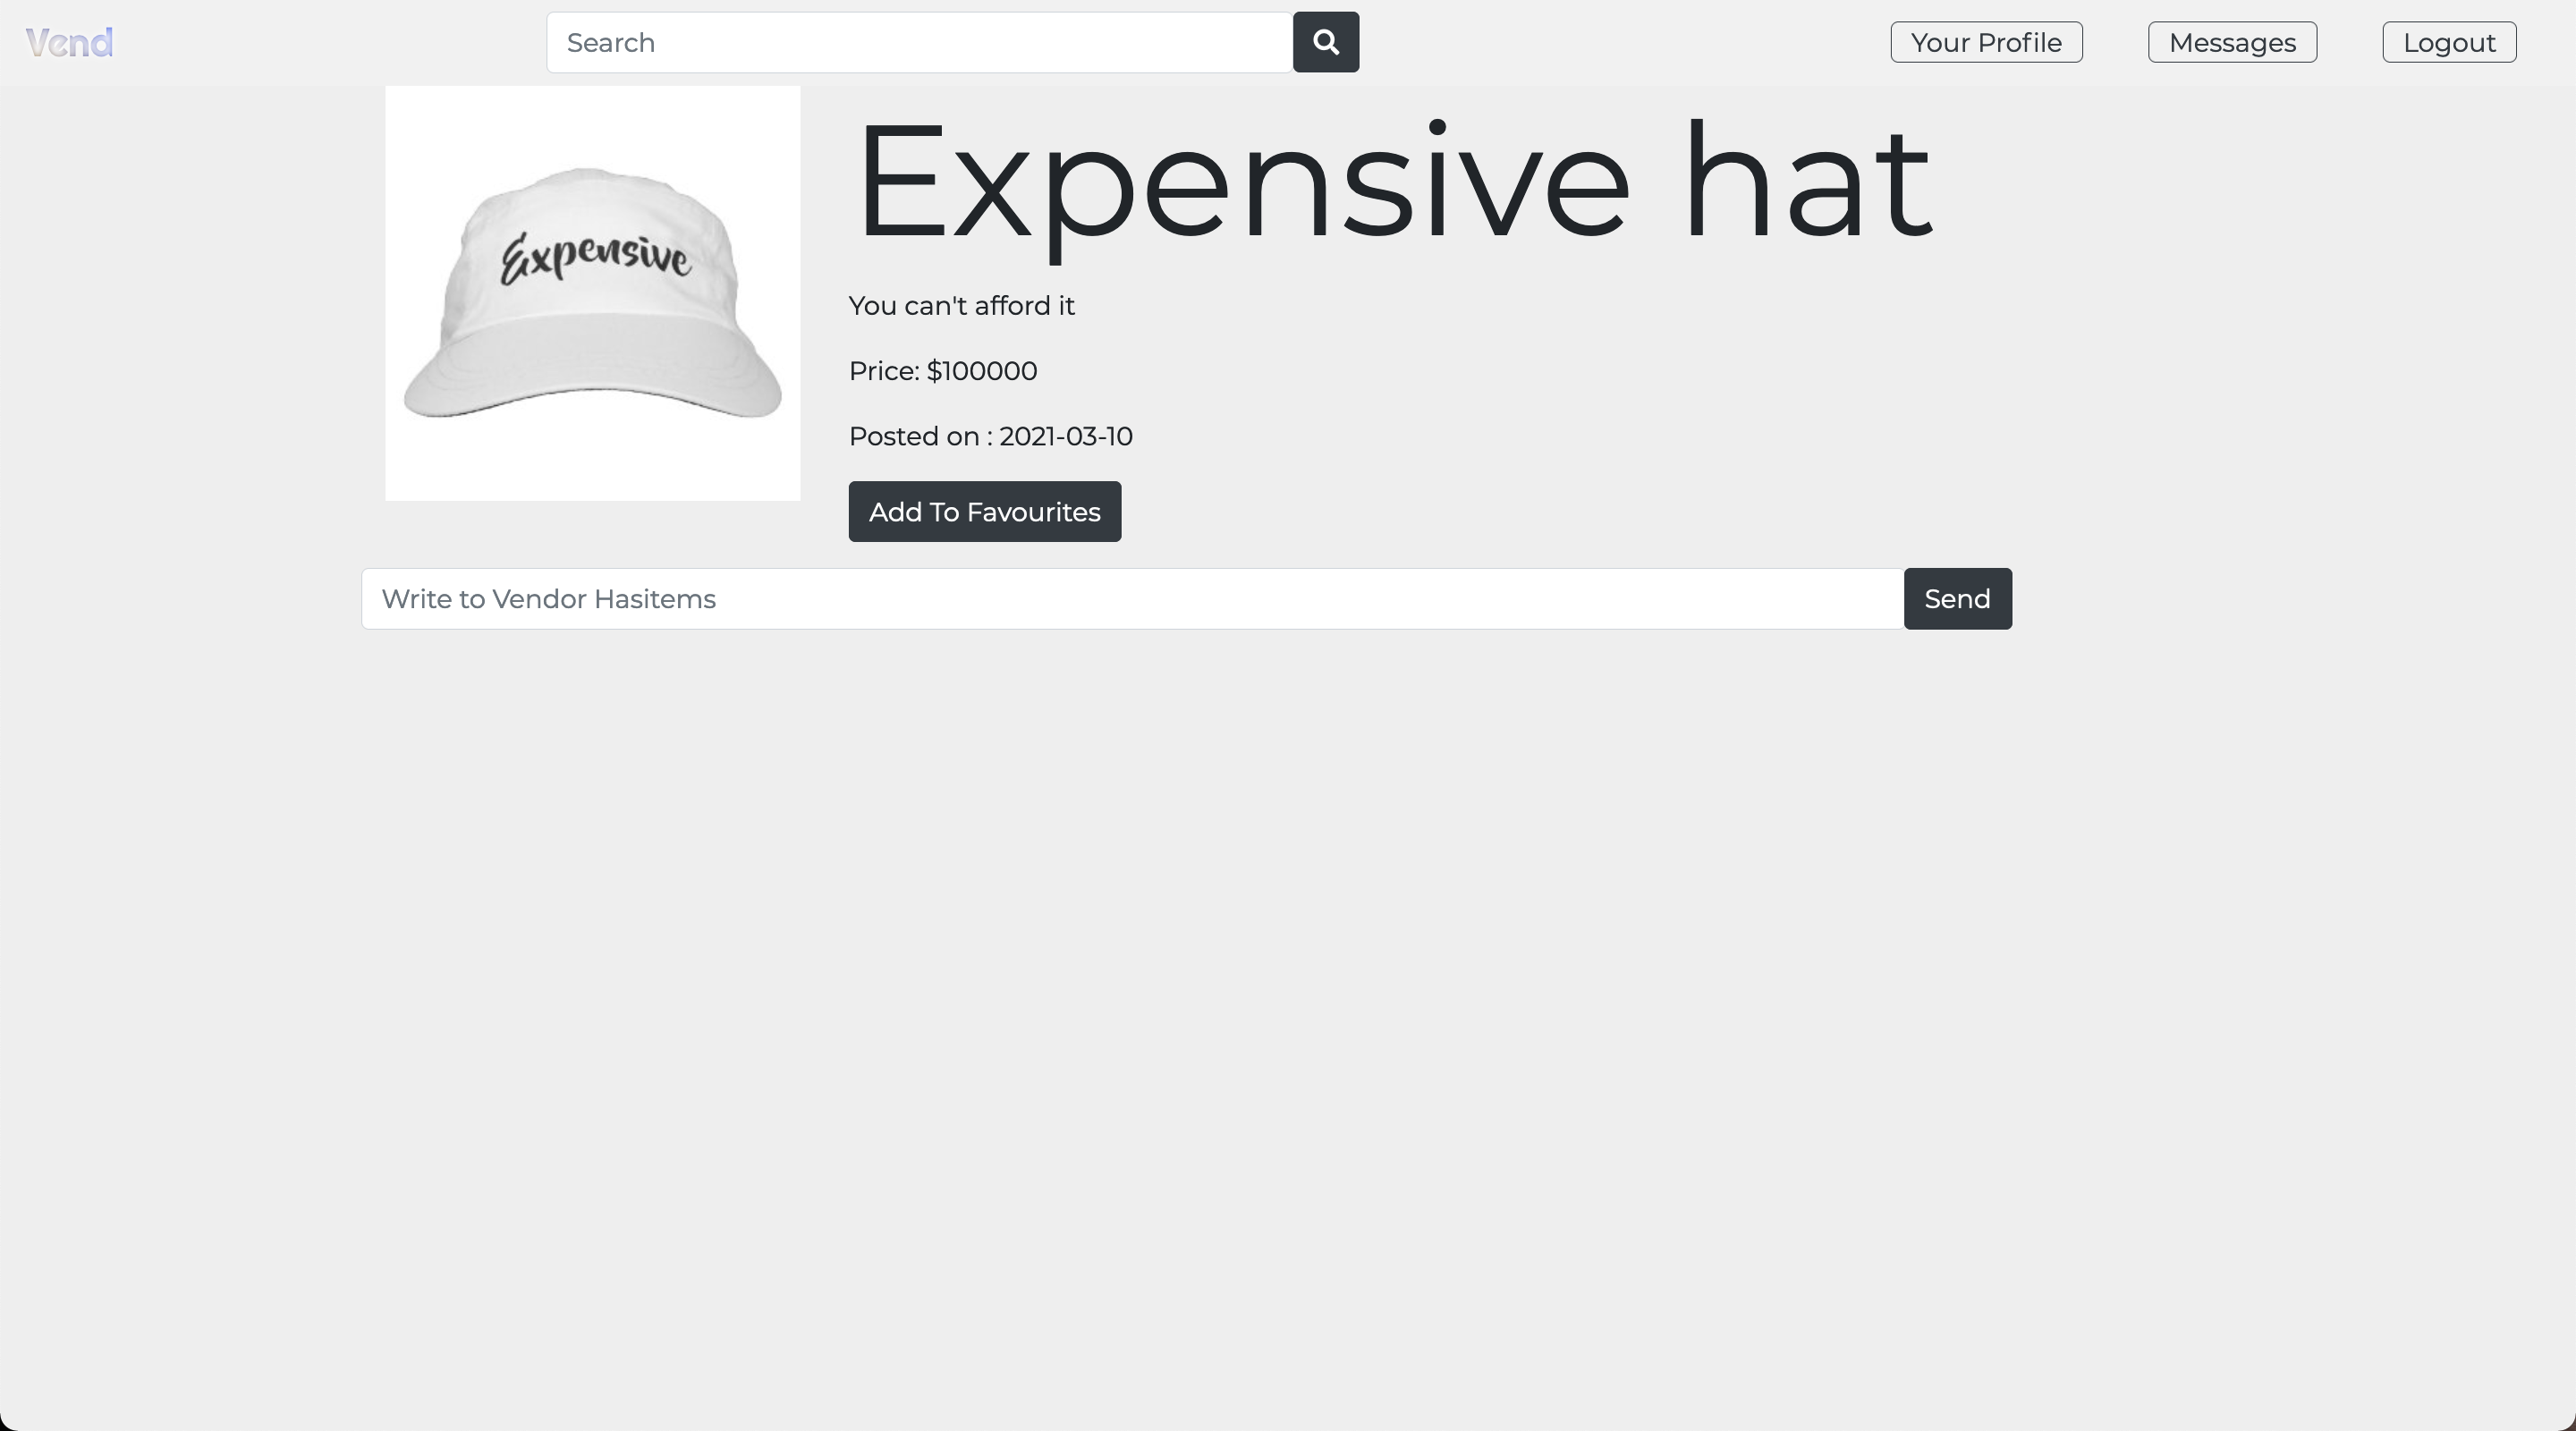 Vend
Search
Your Profile
Messages
Logout
Expensive
Expensive hat
You can't afford it
Price: $100000
Posted on : 2021-03-10
Add To Favourites
Write to Vendor Hasitems
Send